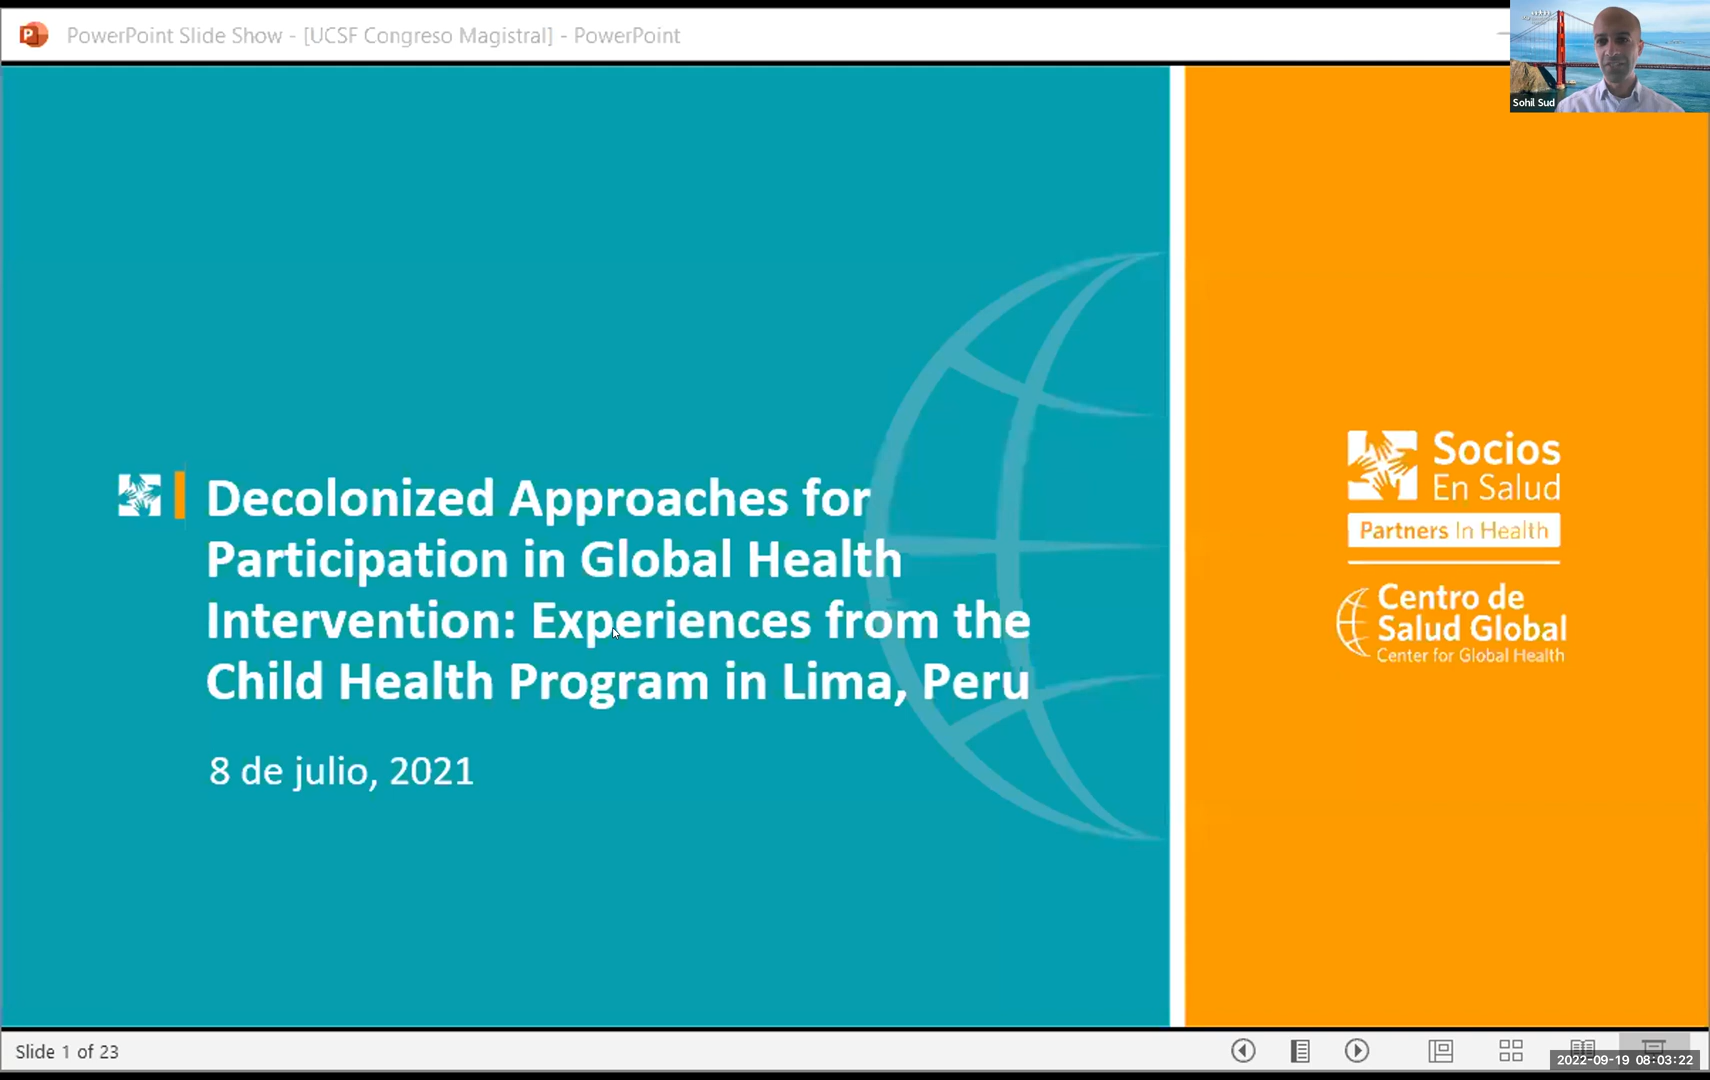 PowerPoint Slide Show - [UCSF Congreso Magistral] - PowerPoint
Sohil Sud
Decolonized Approaches for
Participation in Global Health
Intervention: Experiences from the
Child Health Program in Lima, Peru
8 de julio, 2021
Socios
En Salud
Partners In Health
Centro de
Salud Global
Center for Global Health
Slide 1 of 23
2022-09-19 08:03:22